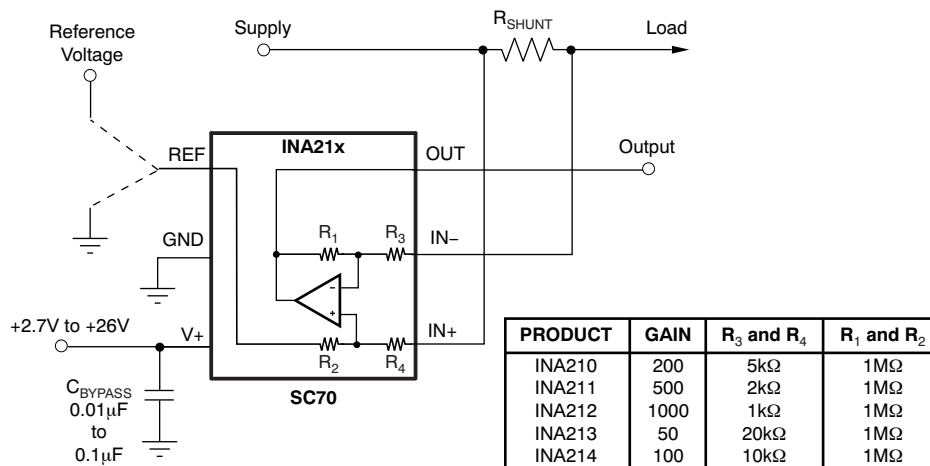 Reference
Voltage
Supply
R_SHUNT
Load
INA21x
REF
OUT
Output
GND
R₁
R₃
IN−
−
+
+2.7V to +26V
V+
R₂
R₄
IN+
C_BYPASS
0.01µF
to
0.1µF
SC70
PRODUCT GAIN R₃ and R₄ R₁ and R₂
INA210 200 5kΩ 1MΩ
INA211 500 2kΩ 1MΩ
INA212 1000 1kΩ 1MΩ
INA213 50 20kΩ 1MΩ
INA214 100 10kΩ 1MΩ